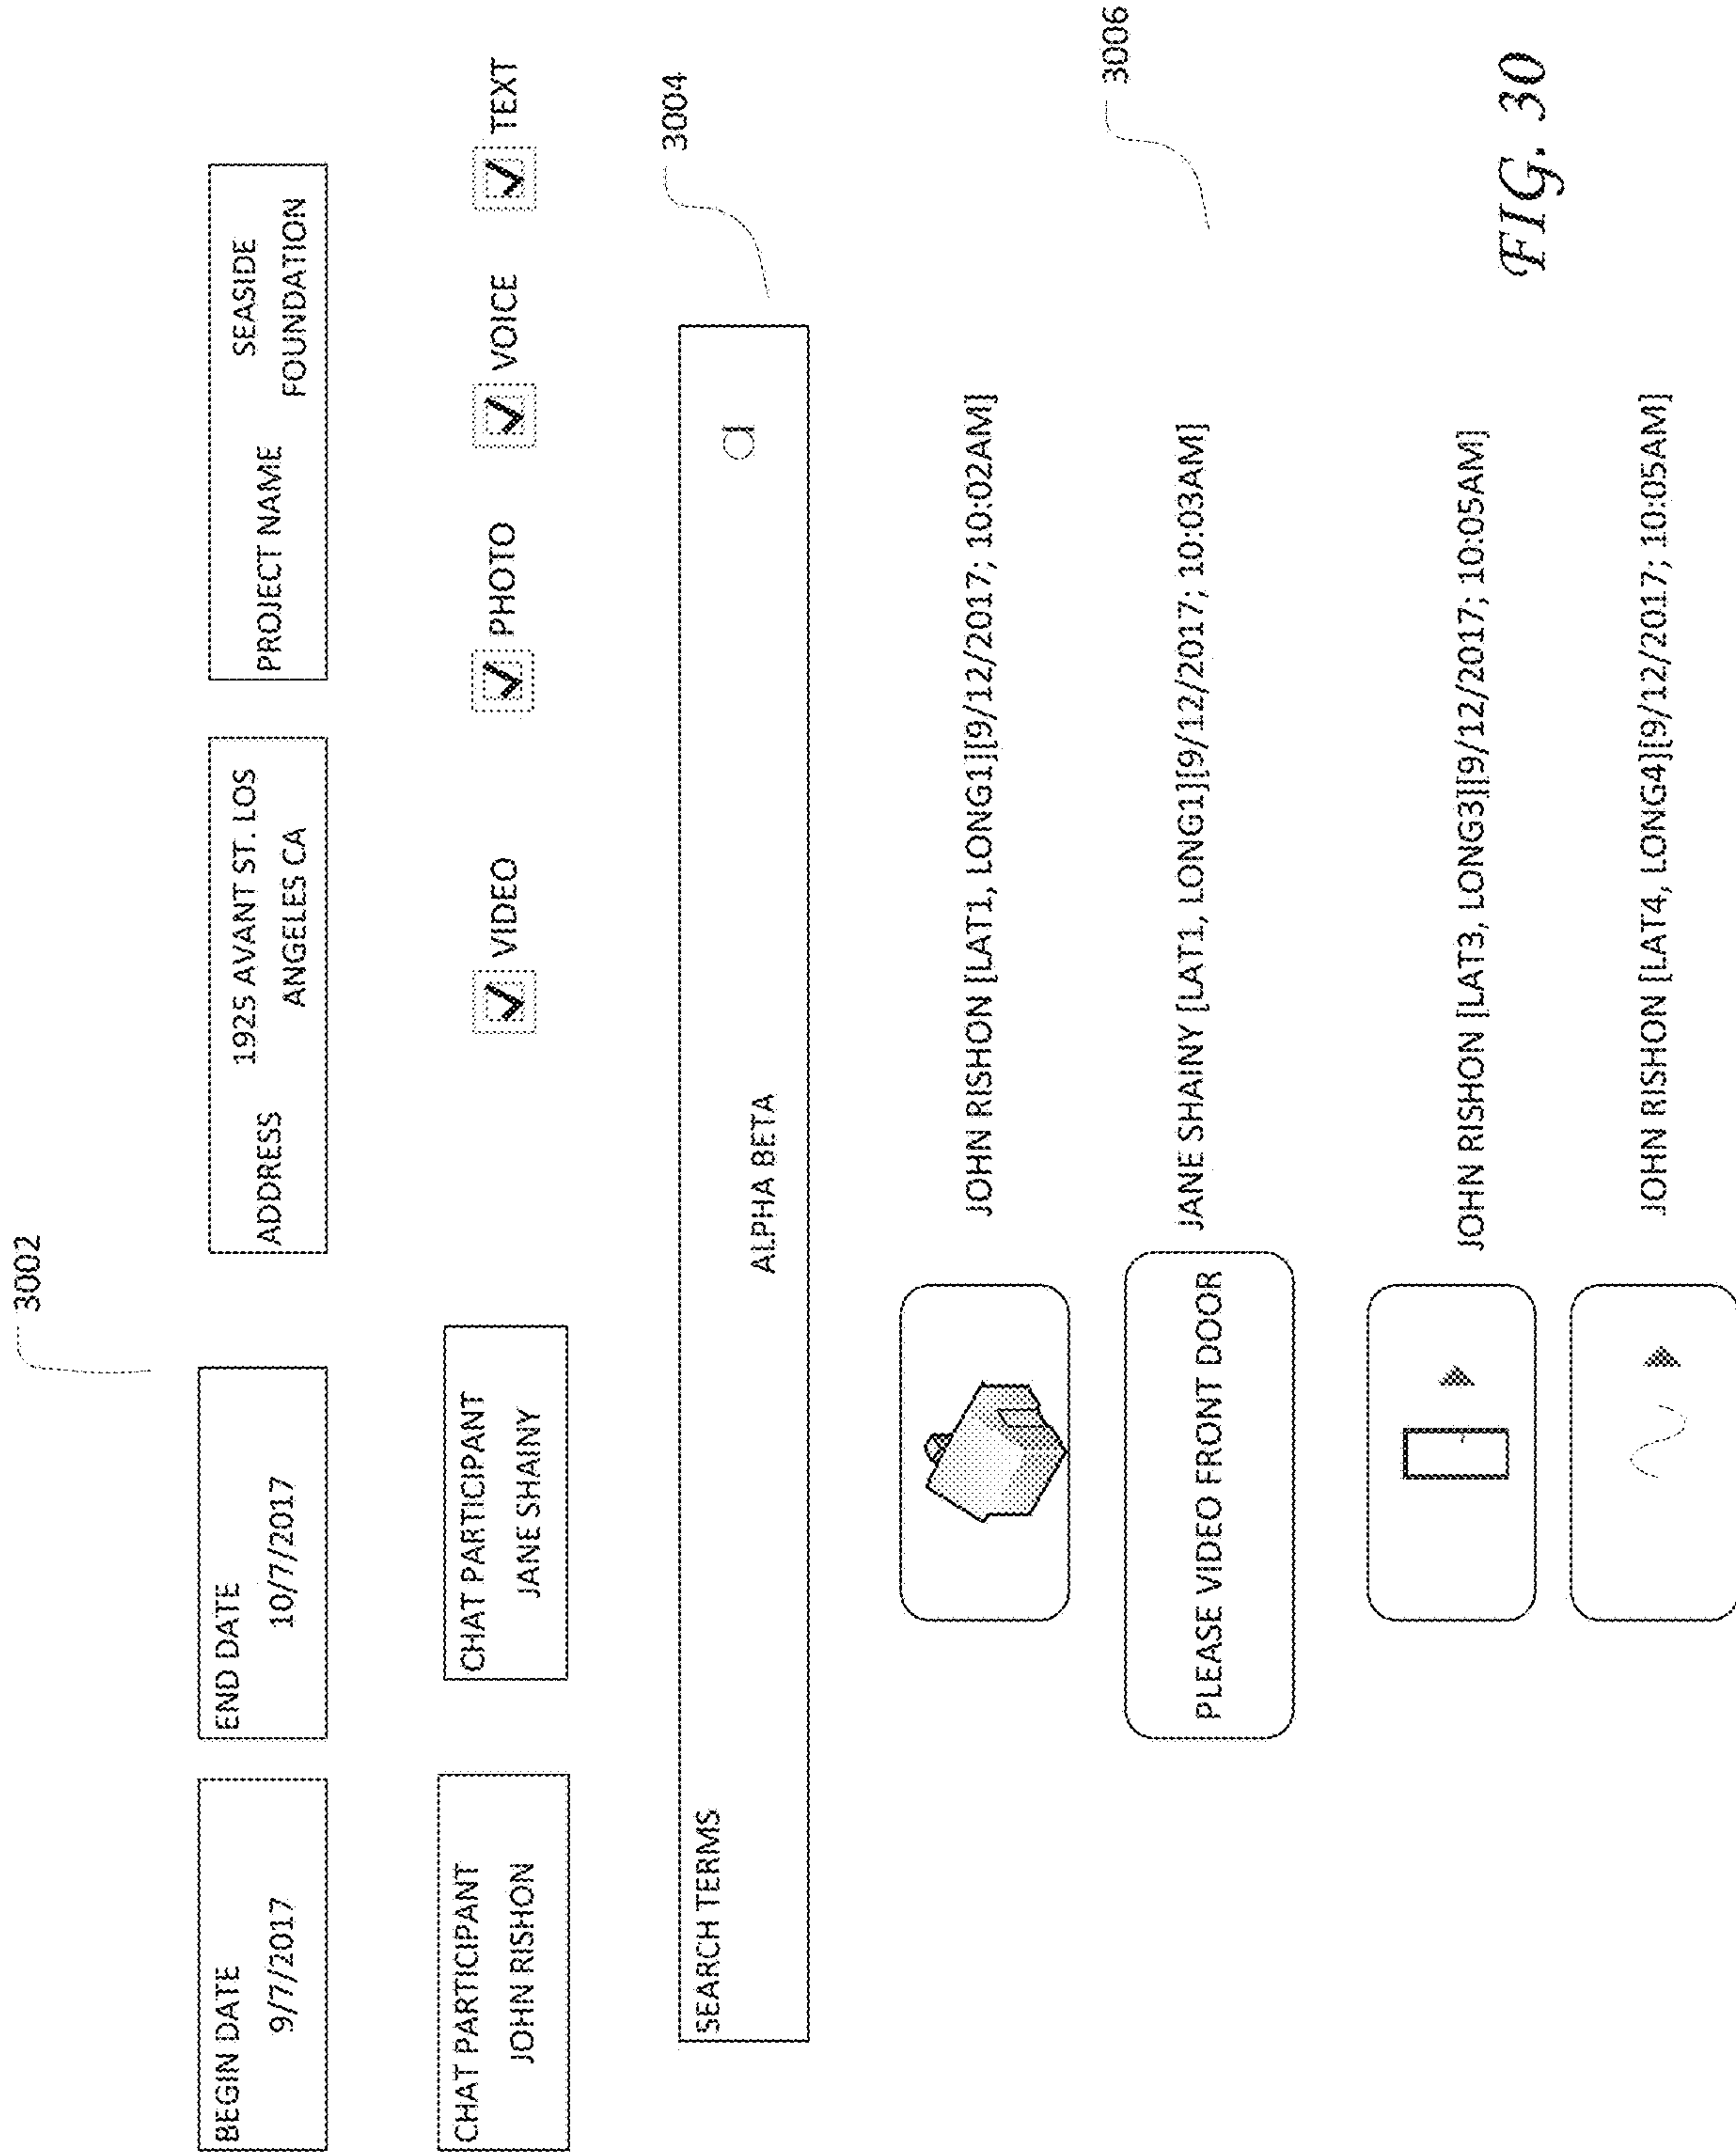 3002
BEGIN DATE
9/7/2017
END DATE
10/7/2017
ADDRESS
1925 AVANT ST. LOS
ANGELES CA
PROJECT NAME
SEASIDE
FOUNDATION
CHAT PARTICIPANT
JOHN RISHON
CHAT PARTICIPANT
JANE SHAINY
VIDEO
PHOTO
VOICE
TEXT
3004
SEARCH TERMS
ALPHA BETA
JOHN RISHON [LAT1, LONG1][9/12/2017; 10:02AM]
3006
PLEASE VIDEO FRONT DOOR
JANE SHAINY [LAT1, LONG1][9/12/2017; 10:03AM]
JOHN RISHON [LAT3, LONG3][9/12/2017; 10:05AM]
JOHN RISHON [LAT4, LONG4][9/12/2017; 10:05AM]
FIG. 30